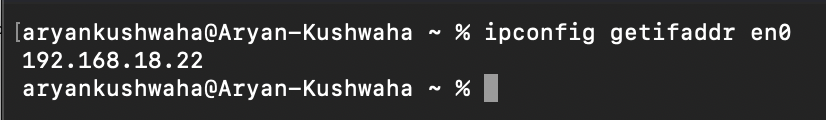 [aryankushwaha@Aryan-Kushwaha ~ % ipconfig getifaddr en0
192.168.18.22
aryankushwaha@Aryan-Kushwaha ~ %